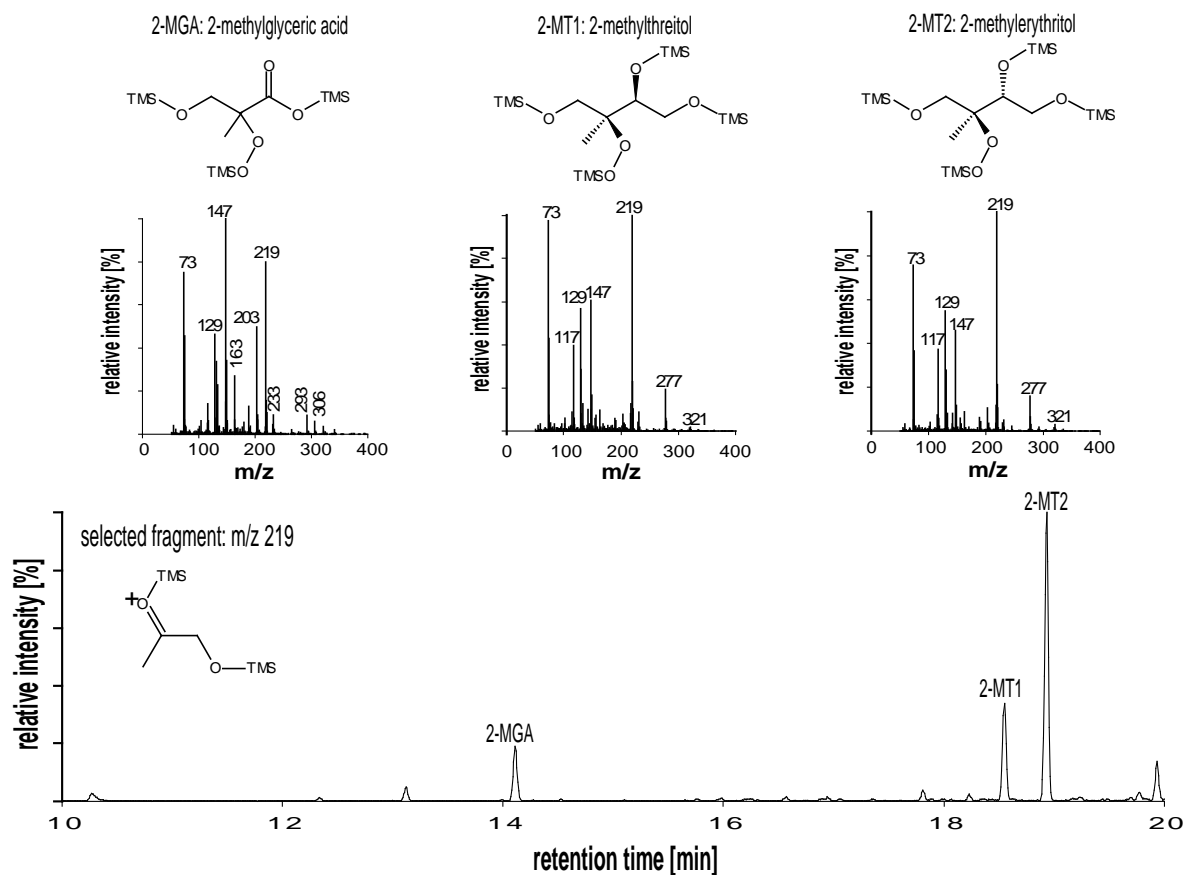 2-MGA: 2-methylglyceric acid
2-MT1: 2-methylthreitol
2-MT2: 2-methylerythritol
O
TMS
O
O
TMS
O
TMSO
TMS
O
TMS
O
O
TMS
O
TMSO
TMS
O
TMS
O
O
TMS
O
TMSO
relative intensity [%]
147
73
219
203
129
163
233
293
306
0 100 200 300 400
m/z
relative intensity [%]
73
219
129
147
117
277
321
0 100 200 300 400
m/z
relative intensity [%]
219
73
129
117
147
277
321
0 100 200 300 400
m/z
relative intensity [%]
selected fragment: m/z 219
TMS
+
O
O
TMS
2-MGA
2-MT1
2-MT2
10 12 14 16 18 20
retention time [min]